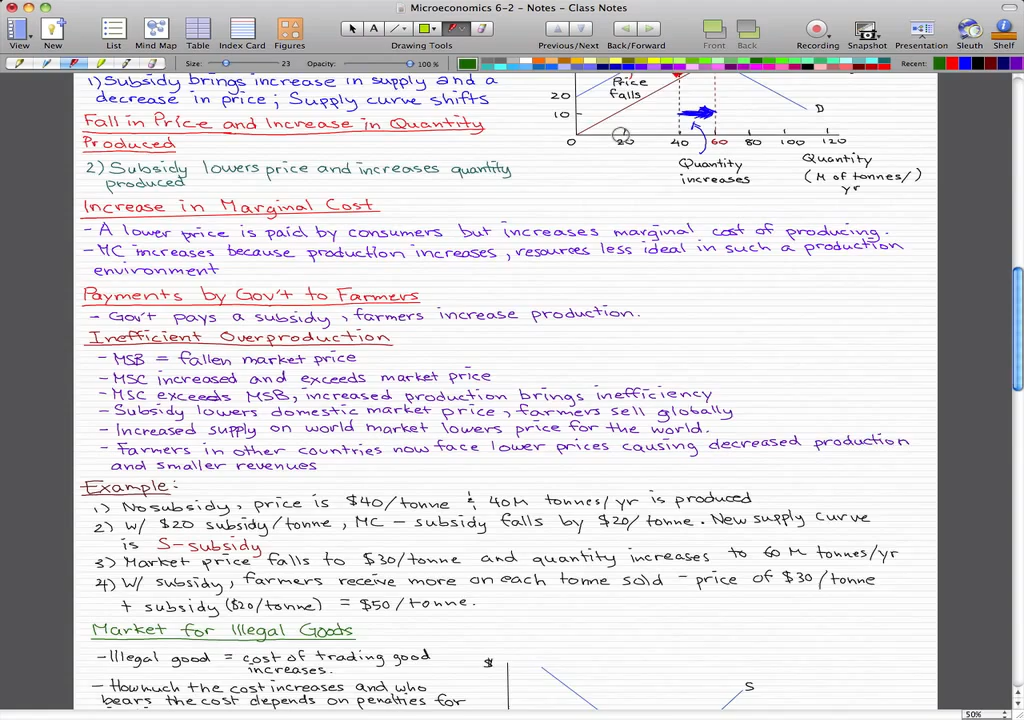 Microeconomics 6-2 - Notes - Class Notes
View New List Mind Map Table Index Card Figures Drawing Tools Previous/Next Back/Forward Front Back Recording Snapshot Presentation Sleuth Shelf
Size: 23 Opacity: 100 % Recent:
1) Subsidy brings increase in supply and a
decrease in price; Supply curve shifts
Fall in Price and Increase in Quantity
Produced
2) Subsidy lowers price and increases quantity
produced
Price
falls
20
10
D
0 20 40 60 80 100 120
Quantity
increases
Quantity
(M of tonnes/)
yr
Increase in Marginal Cost
- A lower price is paid by consumers but increases marginal cost of producing.
- MC increases because production increases, resources less ideal in such a production
environment
Payments by Gov't to Farmers
- Gov't pays a subsidy, farmers increase production.
Inefficient Overproduction
- MSB = fallen market price
- MSC increased and exceeds market price
- MSC exceeds MSB, increased production brings inefficiency
- Subsidy lowers domestic market price, farmers sell globally
- Increased supply on world market lowers price for the world.
- Farmers in other countries now face lower prices causing decreased production
and smaller revenues
Example:
1) No subsidy, price is $40/tonne & 40M tonnes/yr is produced
2) W/ $20 subsidy/tonne, MC - subsidy falls by $20/tonne. New supply curve
is S-subsidy
3) Market price falls to $30/tonne and quantity increases to 60 M tonnes/yr
4) W/ subsidy, farmers receive more on each tonne sold - price of $30/tonne
+ subsidy ($20/tonne) = $50/tonne.
Market for Illegal Goods
- Illegal good = cost of trading good
increases.
- How much the cost increases and who
bears the cost depends on penalties for
$
S
50%